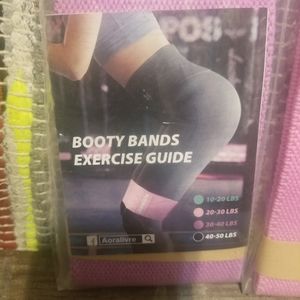 BOOTY BANDS
EXERCISE GUIDE
10-20 LBS
20-30 LBS
30-40 LBS
40-50 LBS
f Aoralivre